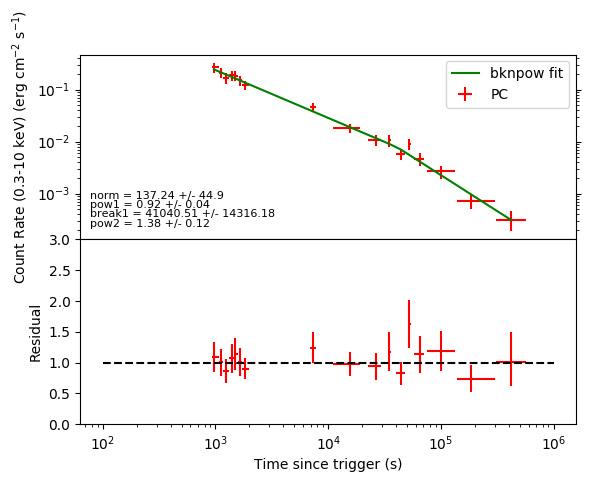 Count Rate (0.3-10 keV) (erg cm⁻² s⁻¹)
10⁻¹
10⁻²
10⁻³
bknpow fit
PC
norm = 137.24 +/- 44.9
pow1 = 0.92 +/- 0.04
break1 = 41040.51 +/- 14316.18
pow2 = 1.38 +/- 0.12
Residual
3.0
2.5
2.0
1.5
1.0
0.5
0.0
10² 10³ 10⁴ 10⁵ 10⁶
Time since trigger (s)